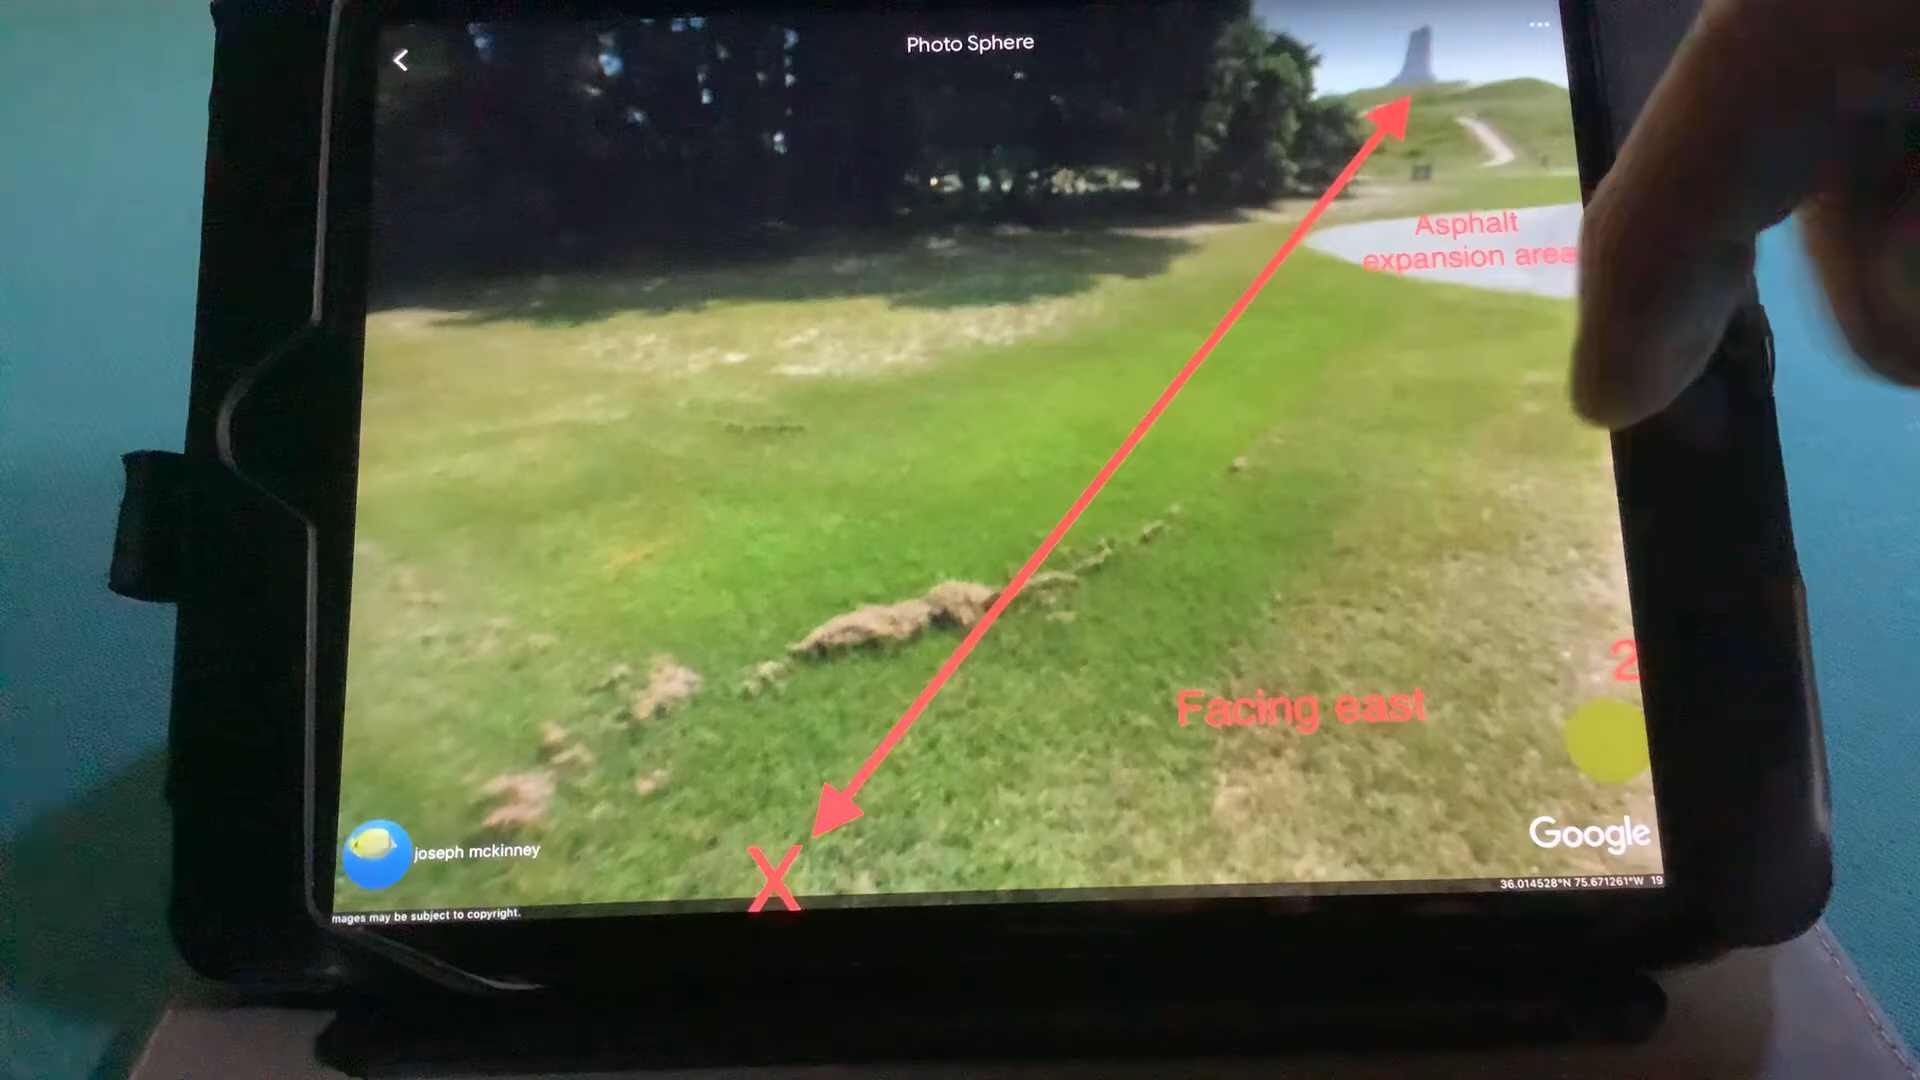 Photo Sphere
Asphalt
expansion area
2
Facing east
Google
joseph mckinney
X
36.014528°N 75.671261°W 19
mages may be subject to copyright.